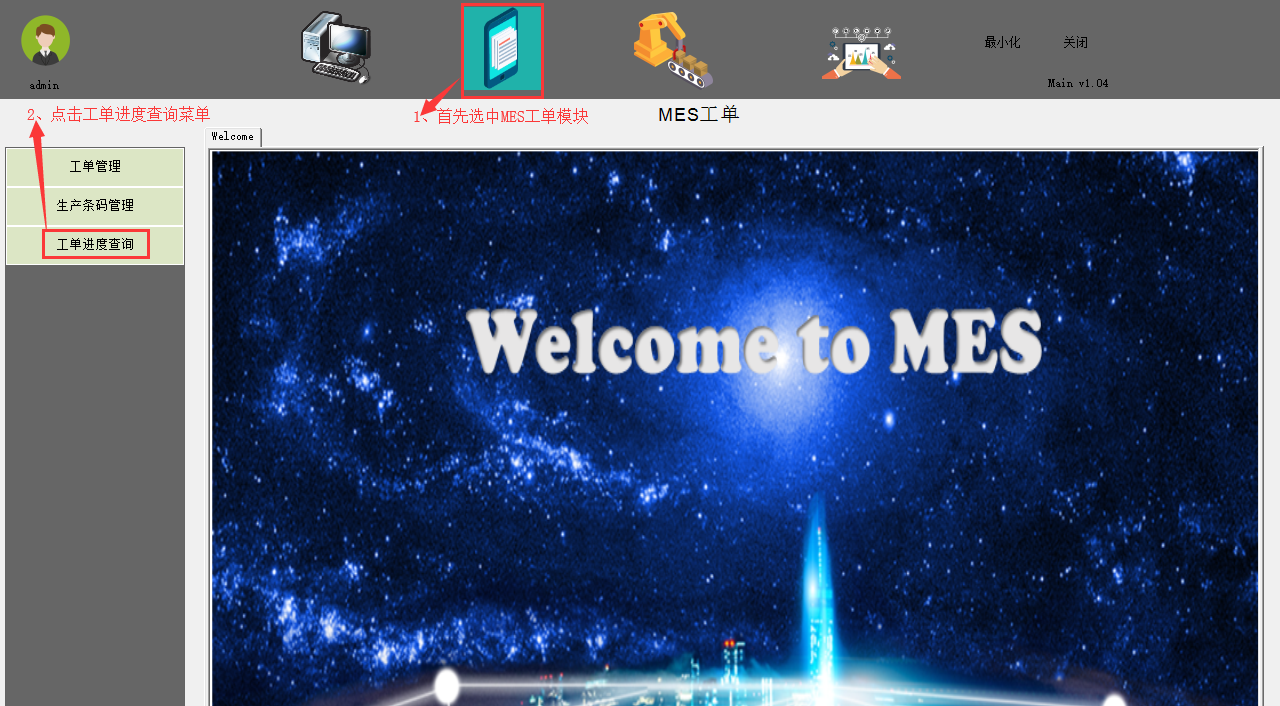 最小化
关闭
admin
Main v1.04
2、点击工单进度查询菜单
1、首先选中MES工单模块
MES工单
Welcome
工单管理
生产条码管理
工单进度查询
Welcome to MES